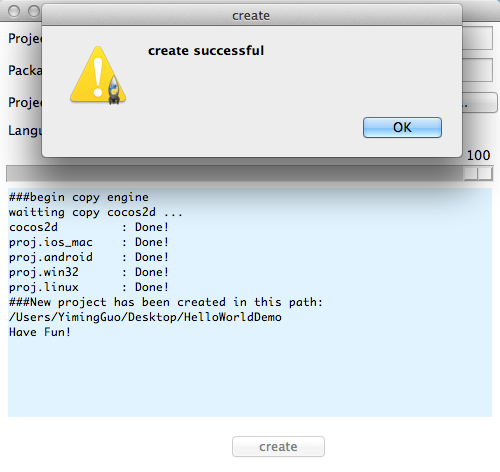 create
create successful
OK
Projec
Packa
Projec
...
Langu
100
###begin copy engine
waitting copy cocos2d ...
cocos2d : Done!
proj.ios_mac : Done!
proj.android : Done!
proj.win32 : Done!
proj.linux : Done!
###New project has been created in this path:
/Users/YimingGuo/Desktop/HelloWorldDemo
Have Fun!
create